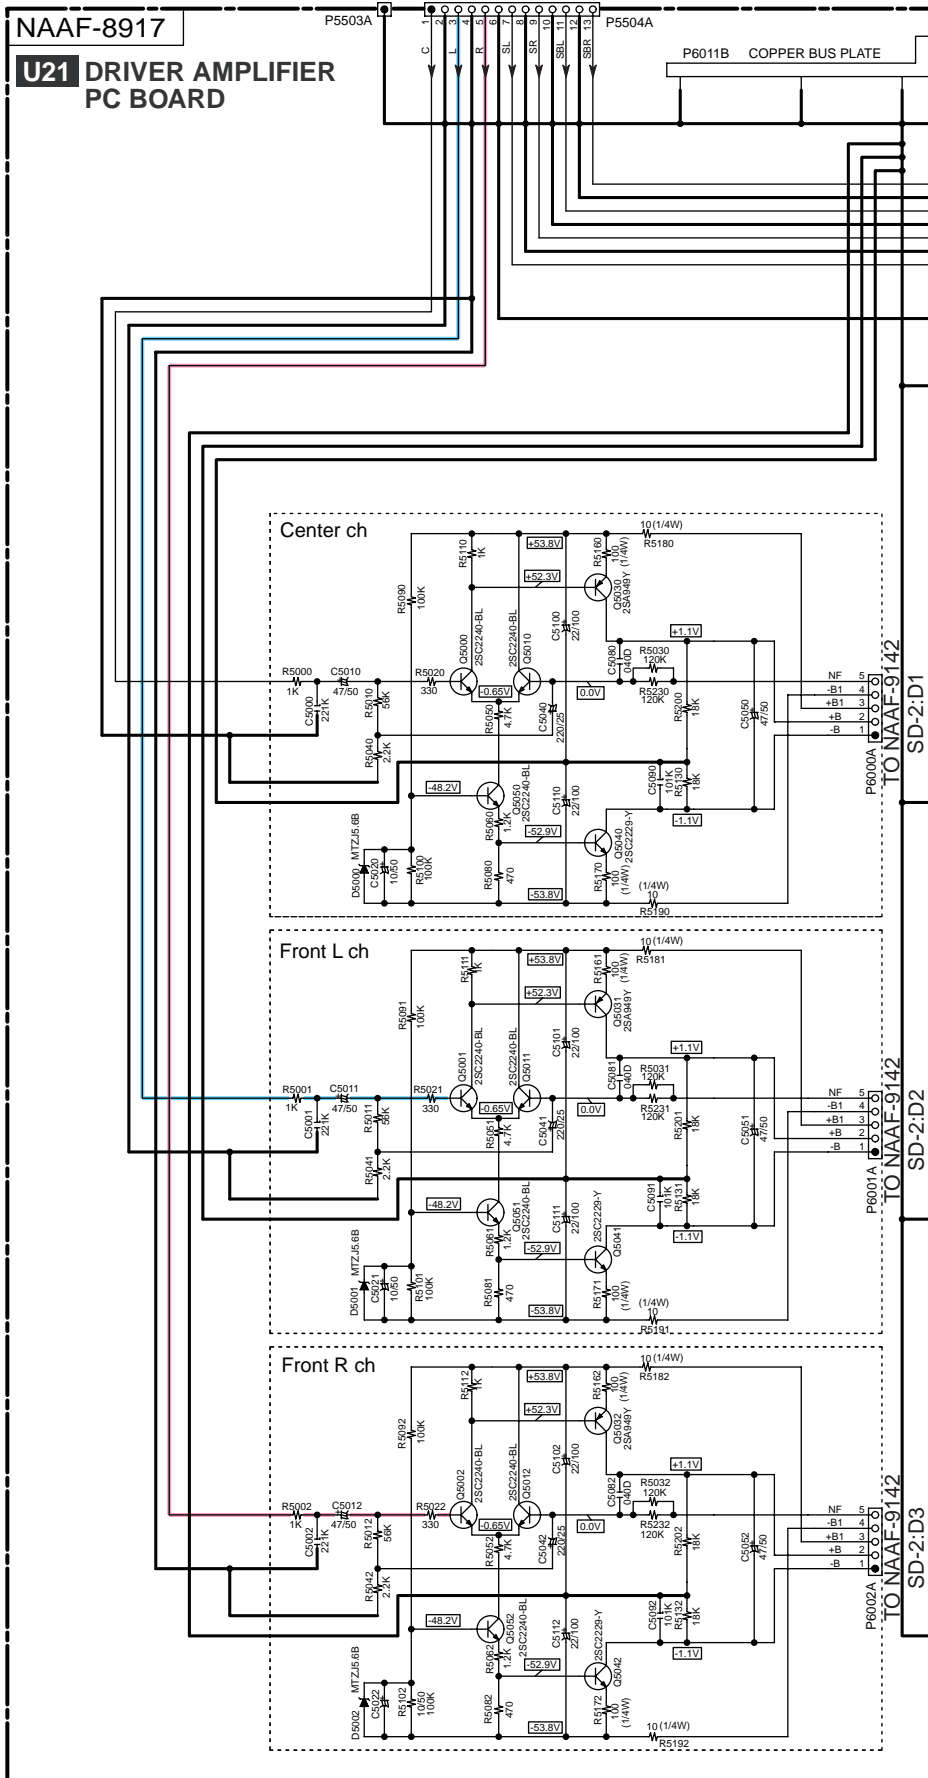 NAAF-8917
U21 DRIVER AMPLIFIER
PC BOARD
P5503A
P5504A
1 2 3 4 5 6 7 8 9 10 11 12 13
C L R SL SR SBL SBR
P6011B COPPER BUS PLATE
Center ch
R5090
100K
R5110
1K
+53.8V
+52.3V
R5160
100
(1/4W)
10(1/4W)
R5180
Q5030
2SA949Y
C5100
22/100
Q5000
2SC2240-BL
2SC2240-BL
Q5010
R5000
1K
C5010
47/50
C5000
221K
R5010
56K
R5020
330
-0.65V
R5050
4.7K
C5040
220/25
0.0V
C5080
040D
R5030
120K
R5230
120K
+1.1V
R5200
18K
C5050
47/50
NF 5
-B1 4
+B1 3
+B 2
-B 1
P6000A
TO NAAF-9142
SD-2:D1
R5040
2.2K
-48.2V
Q5050
2SC2240-BL
R5060
1.2K
C5110
22/100
C5090
101K
R5130
18K
-1.1V
-52.9V
Q5040
2SC2229-Y
D5000 MTZJ5.6B
C5020
10/50
R5100
100K
R5080
470
R5170
100
(1/4W)
-53.8V
(1/4W)
10
R5190
Front L ch
R5091
100K
R5111
1K
+53.8V
+52.3V
R5161
100
(1/4W)
10(1/4W)
R5181
Q5031
2SA949Y
C5101
22/100
Q5001
2SC2240-BL
2SC2240-BL
Q5011
R5001
1K
C5011
47/50
C5001
221K
R5011
56K
R5021
330
-0.65V
R5051
4.7K
C5041
220/25
0.0V
C5081
040D
R5031
120K
R5231
120K
+1.1V
R5201
18K
C5051
47/50
NF 5
-B1 4
+B1 3
+B 2
-B 1
P6001A
TO NAAF-9142
SD-2:D2
R5041
2.2K
-48.2V
Q5051
2SC2240-BL
R5061
1.2K
C5111
22/100
C5091
101K
R5131
18K
-1.1V
-52.9V
2SC2229-Y
Q5041
D5001 MTZJ5.6B
C5021
10/50
R5101
100K
R5081
470
R5171
100
(1/4W)
-53.8V
(1/4W)
10
R5191
Front R ch
R5092
100K
R5112
1K
+53.8V
+52.3V
R5162
100
(1/4W)
10(1/4W)
R5182
Q5032
2SA949Y
C5102
22/100
Q5002
2SC2240-BL
2SC2240-BL
Q5012
R5002
1K
C5012
47/50
C5002
221K
R5012
56K
R5022
330
-0.65V
R5052
4.7K
C5042
220/25
0.0V
C5082
040D
R5032
120K
R5232
120K
+1.1V
R5202
18K
C5052
47/50
NF 5
-B1 4
+B1 3
+B 2
-B 1
P6002A
TO NAAF-9142
SD-2:D3
R5042
2.2K
-48.2V
Q5052
2SC2240-BL
R5062
1.2K
C5112
22/100
C5092
101K
R5132
18K
-1.1V
-52.9V
2SC2229-Y
Q5042
D5002 MTZJ5.6B
C5022
R5102
10/50
100K
R5082
470
R5172
100
(1/4W)
-53.8V
10(1/4W)
R5192